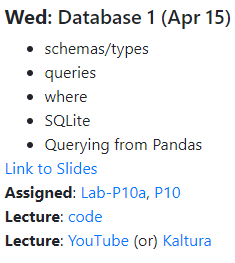 Wed: Database 1 (Apr 15)
• schemas/types
• queries
• where
• SQLite
• Querying from Pandas
Link to Slides
Assigned: Lab-P10a, P10
Lecture: code
Lecture: YouTube (or) Kaltura